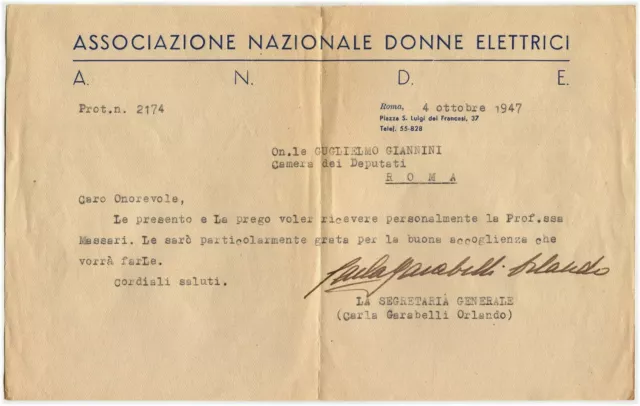 ASSOCIAZIONE NAZIONALE DONNE ELETTRICI
A. N. D. E.
Prot.n. 2174
Roma, 4 ottobre 1947
Piazza S. Luigi dei Francesi, 37
Telef. 55-828
On.le GUGLIELMO GIANNINI
Camera dei Deputati
R O M A
Caro Onorevole,
Le presento e La prego voler ricevere personalmente la Prof.ssa
Massari. Le sarò particolarmente grata per la buona accoglienza che
vorrà farLe.
Cordiali saluti.
Carla Garabelli Orlando
LA SEGRETARIA GENERALE
(Carla Garabelli Orlando)